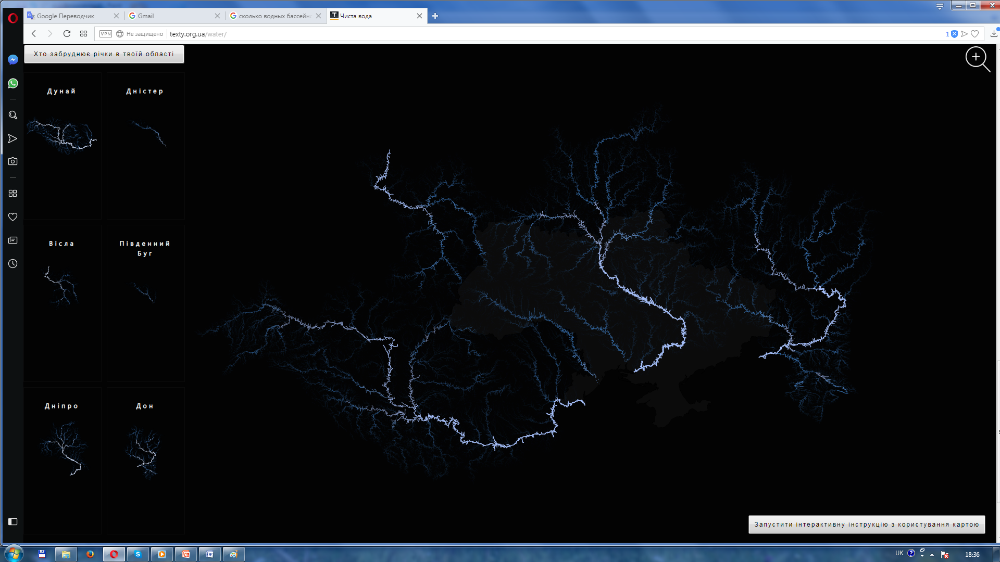 Google Переводчик
Gmail
сколько водных бассейно
Чиста вода
VPN
Не защищено
texty.org.ua/water/
1
Хто забруднює річки в твоїй області
Дунай
Дністер
Вісла
Південний
Буг
Дніпро
Дон
Запустити інтерактивну інструкцію з користування картою
UK
18:36